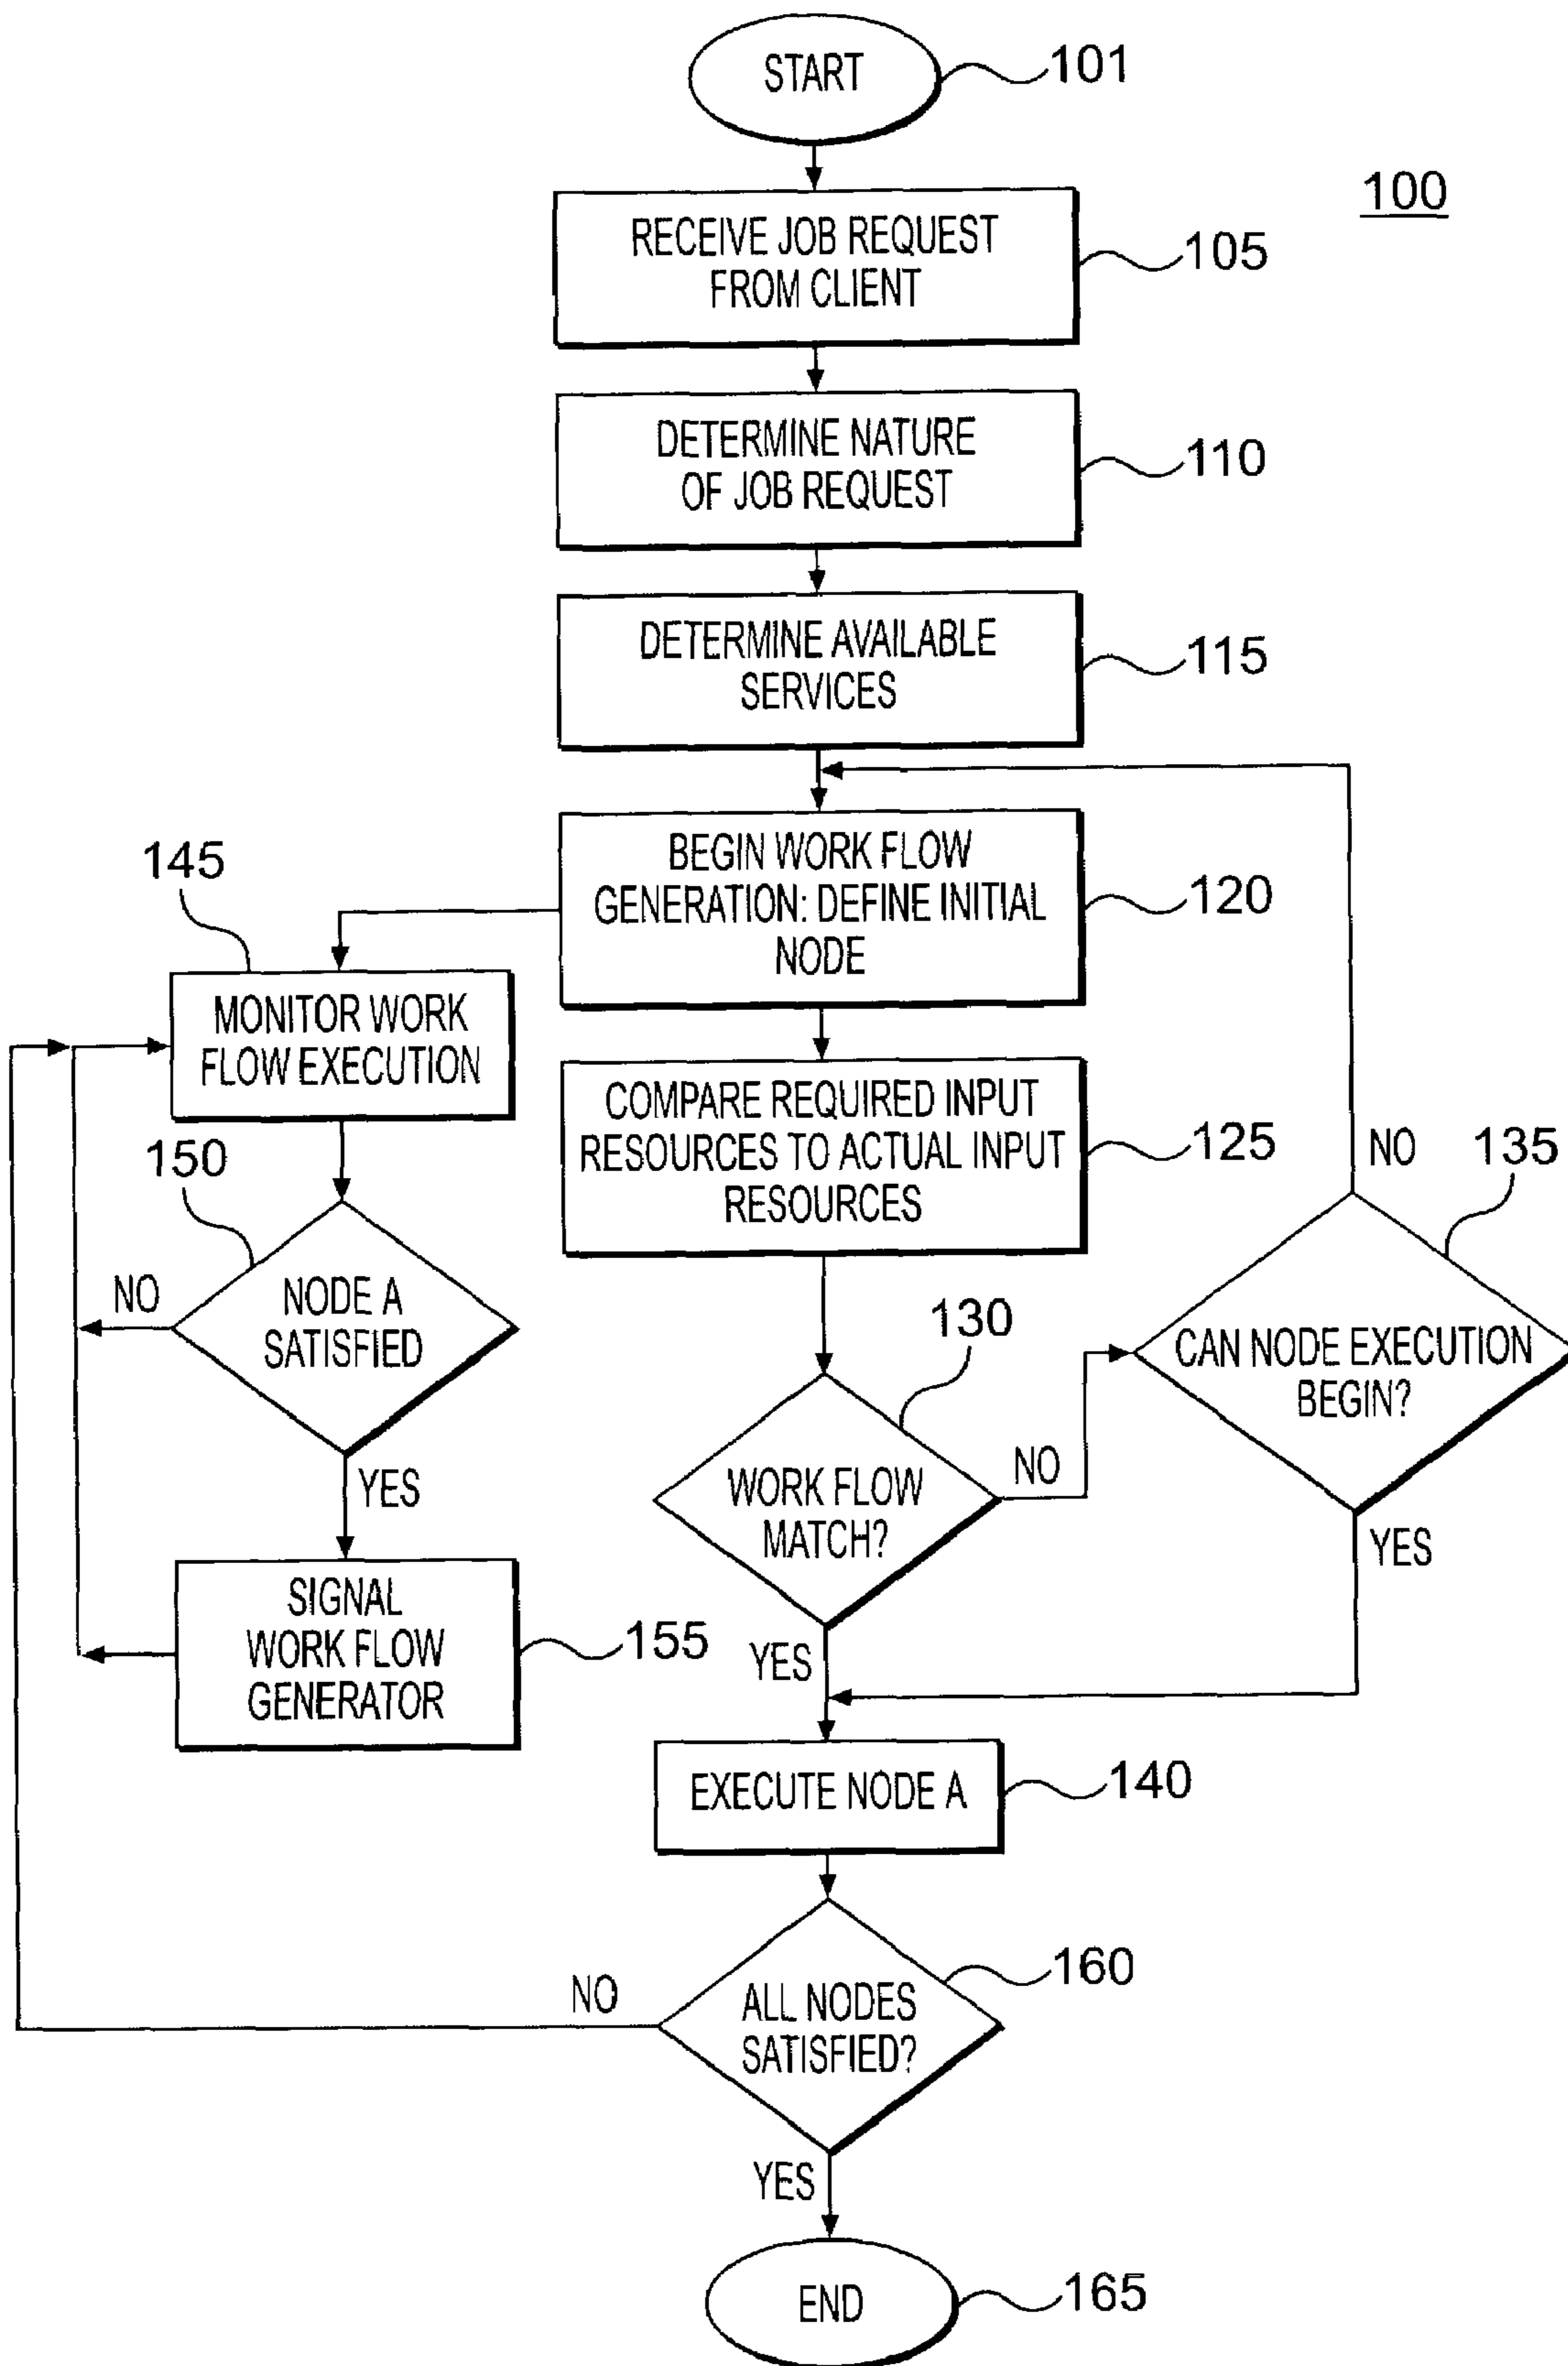 START
101
100
RECEIVE JOB REQUEST
FROM CLIENT
105
DETERMINE NATURE
OF JOB REQUEST
110
DETERMINE AVAILABLE
SERVICES
115
BEGIN WORK FLOW
GENERATION: DEFINE INITIAL
NODE
120
145
MONITOR WORK
FLOW EXECUTION
COMPARE REQUIRED INPUT
RESOURCES TO ACTUAL INPUT
RESOURCES
125
NO
135
150
NO
NODE A
SATISFIED
130
CAN NODE EXECUTION
BEGIN?
WORK FLOW
MATCH?
NO
YES
YES
SIGNAL
WORK FLOW
GENERATOR
155
YES
EXECUTE NODE A
140
NO
ALL NODES
SATISFIED?
160
YES
END
165